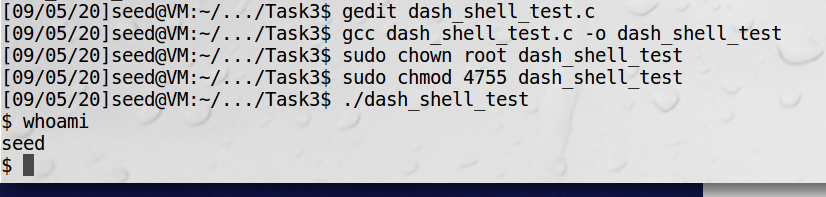 [09/05/20]seed@VM:~/.../Task3$ gedit dash_shell_test.c
[09/05/20]seed@VM:~/.../Task3$ gcc dash_shell_test.c -o dash_shell_test
[09/05/20]seed@VM:~/.../Task3$ sudo chown root dash_shell_test
[09/05/20]seed@VM:~/.../Task3$ sudo chmod 4755 dash_shell_test
[09/05/20]seed@VM:~/.../Task3$ ./dash_shell_test
$ whoami
seed
$